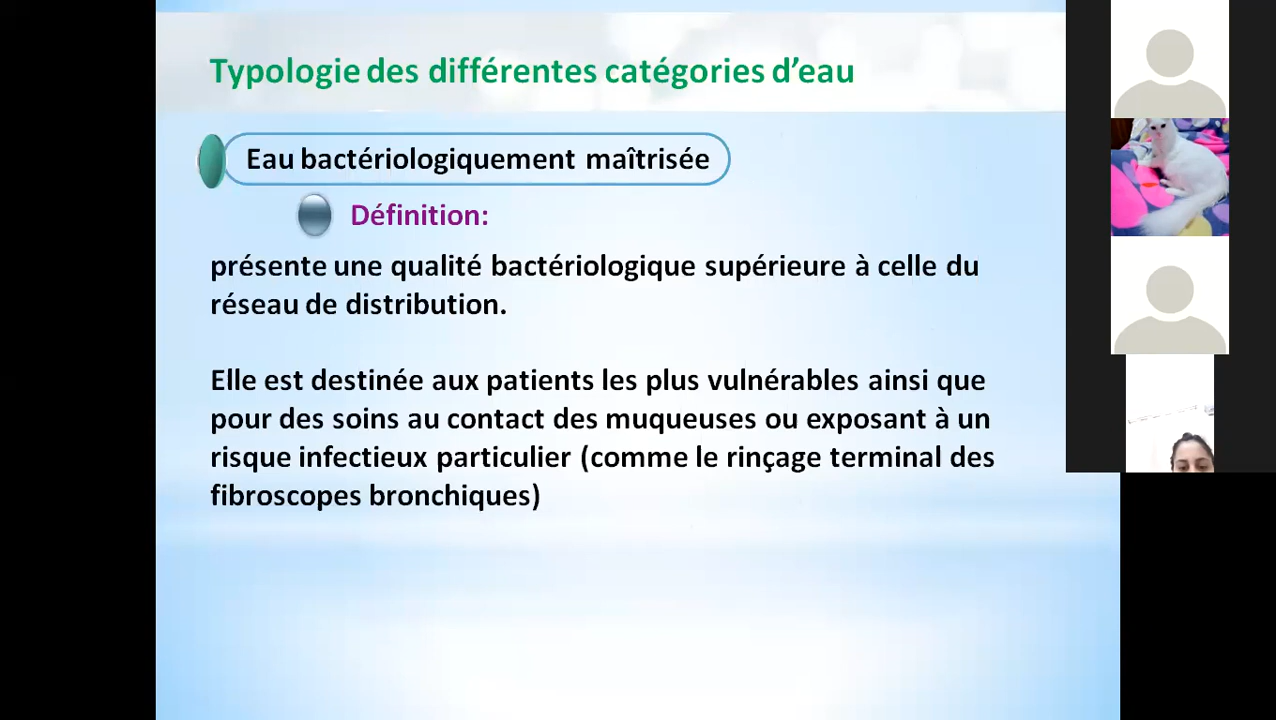 Typologie des différentes catégories d'eau
Eau bactériologiquement maîtrisée
Définition:
présente une qualité bactériologique supérieure à celle du
réseau de distribution.
Elle est destinée aux patients les plus vulnérables ainsi que
pour des soins au contact des muqueuses ou exposant à un
risque infectieux particulier (comme le rinçage terminal des
fibroscopes bronchiques)